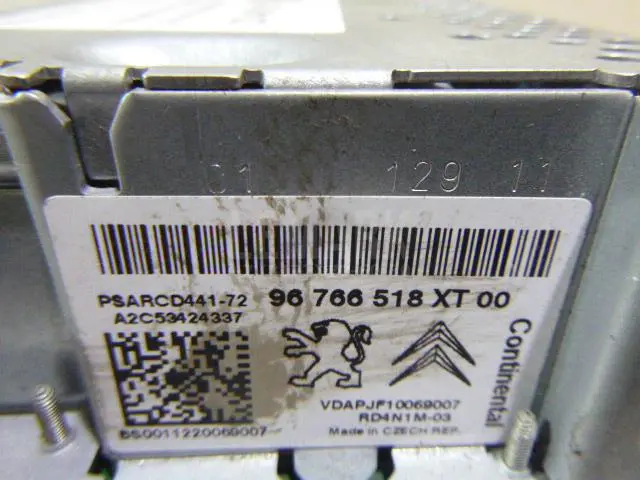 01 129 11
PSARCD441-72 96 766 518 XT 00
A2C53424337
Continental
VDAPJF10069007
RD4N1M-03
Made in CZECH REP.
BS0011220069007